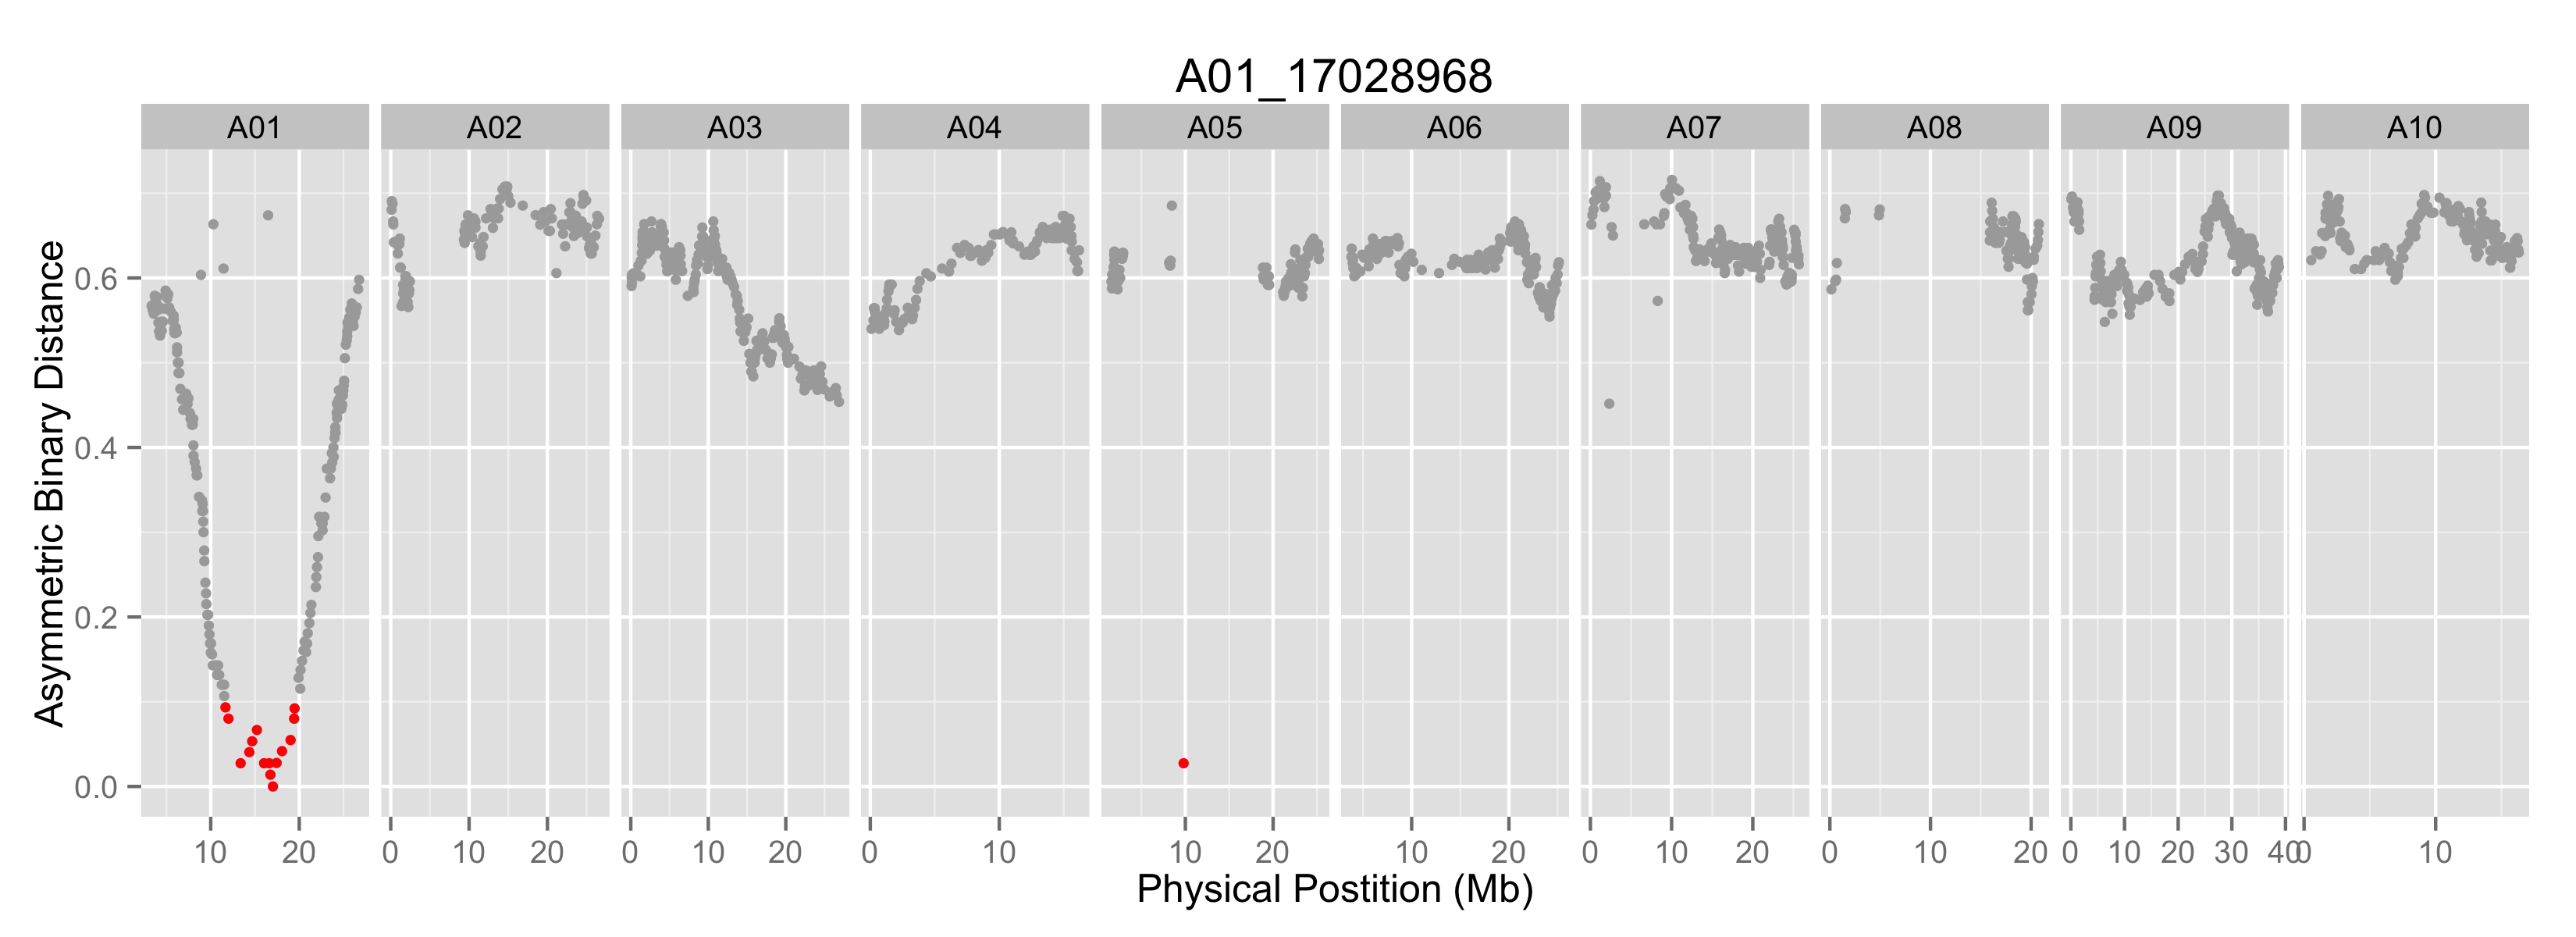 A01_17028968
A01 A02 A03 A04 A05 A06 A07 A08 A09 A10
Asymmetric Binary Distance
0.6
0.4
0.2
0.0
10 20 0 10 20 0 10 20 0 10 10 20 10 20 0 10 20 0 10 20 0 10 20 30 40 0 10
Physical Postition (Mb)